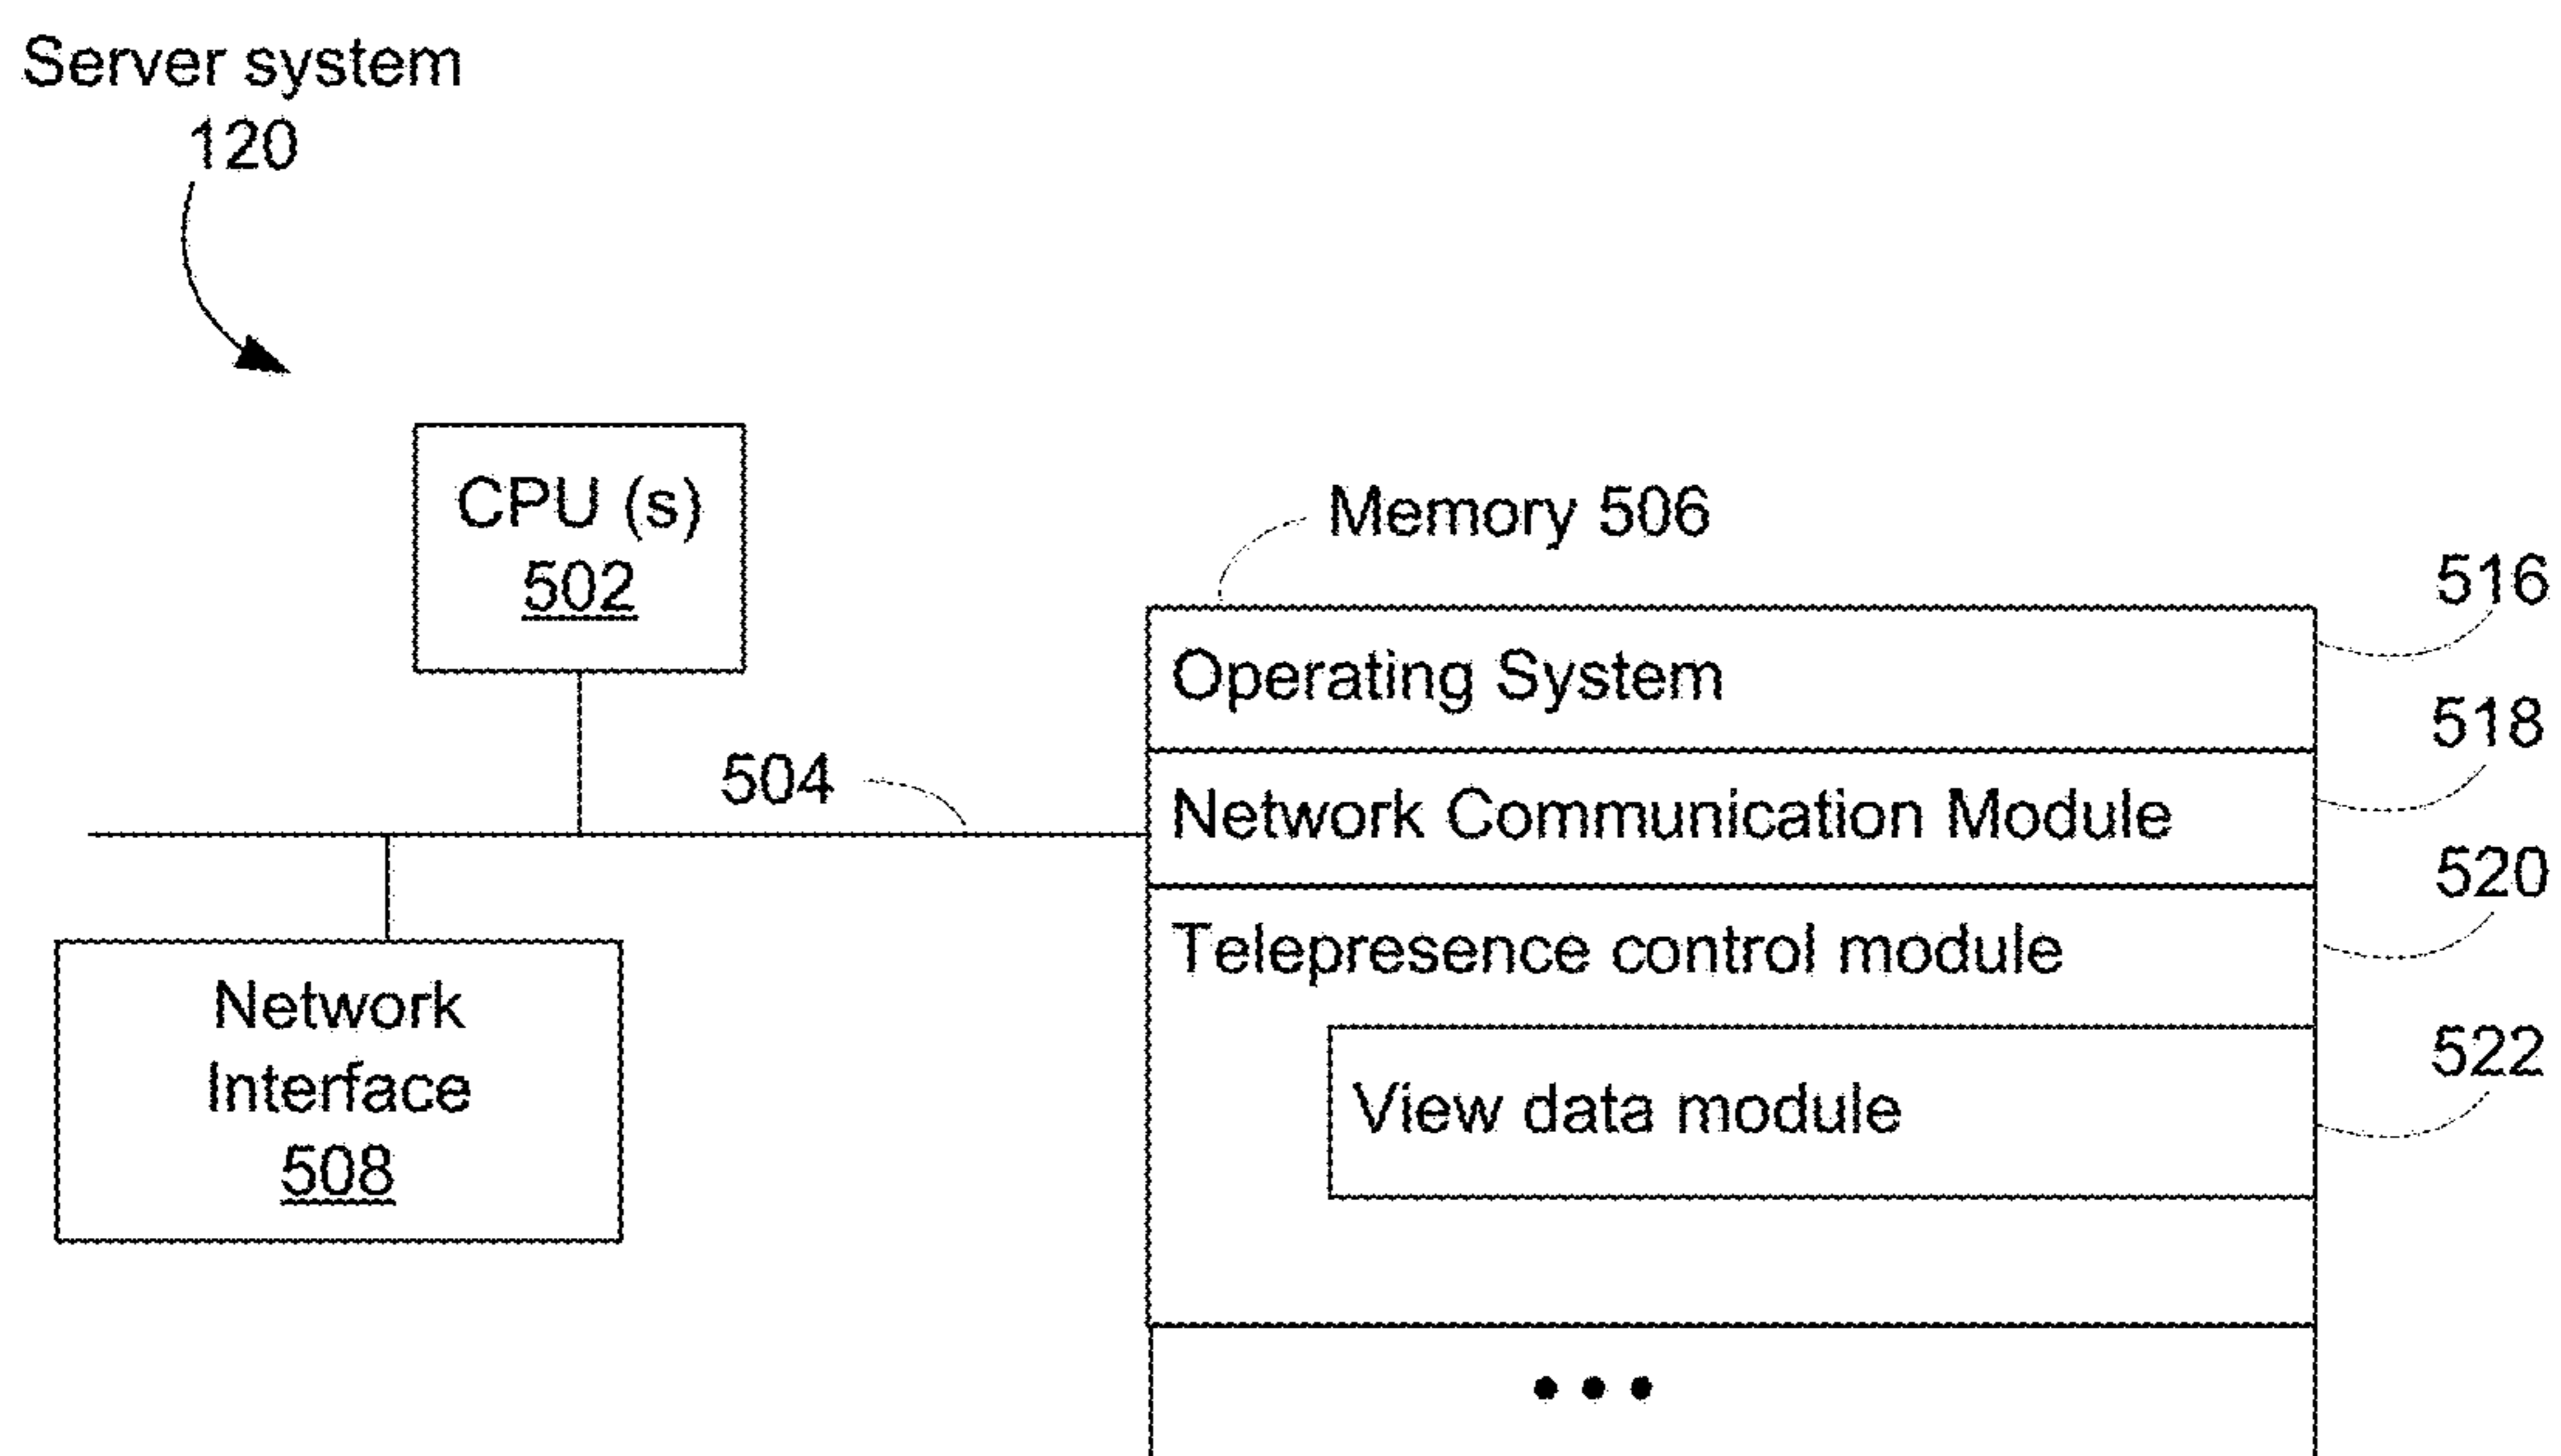 Server system
120
CPU (s)
502
Memory 506
516
Operating System
518
504
Network Communication Module
520
Telepresence control module
Network
Interface
508
522
View data module
•••